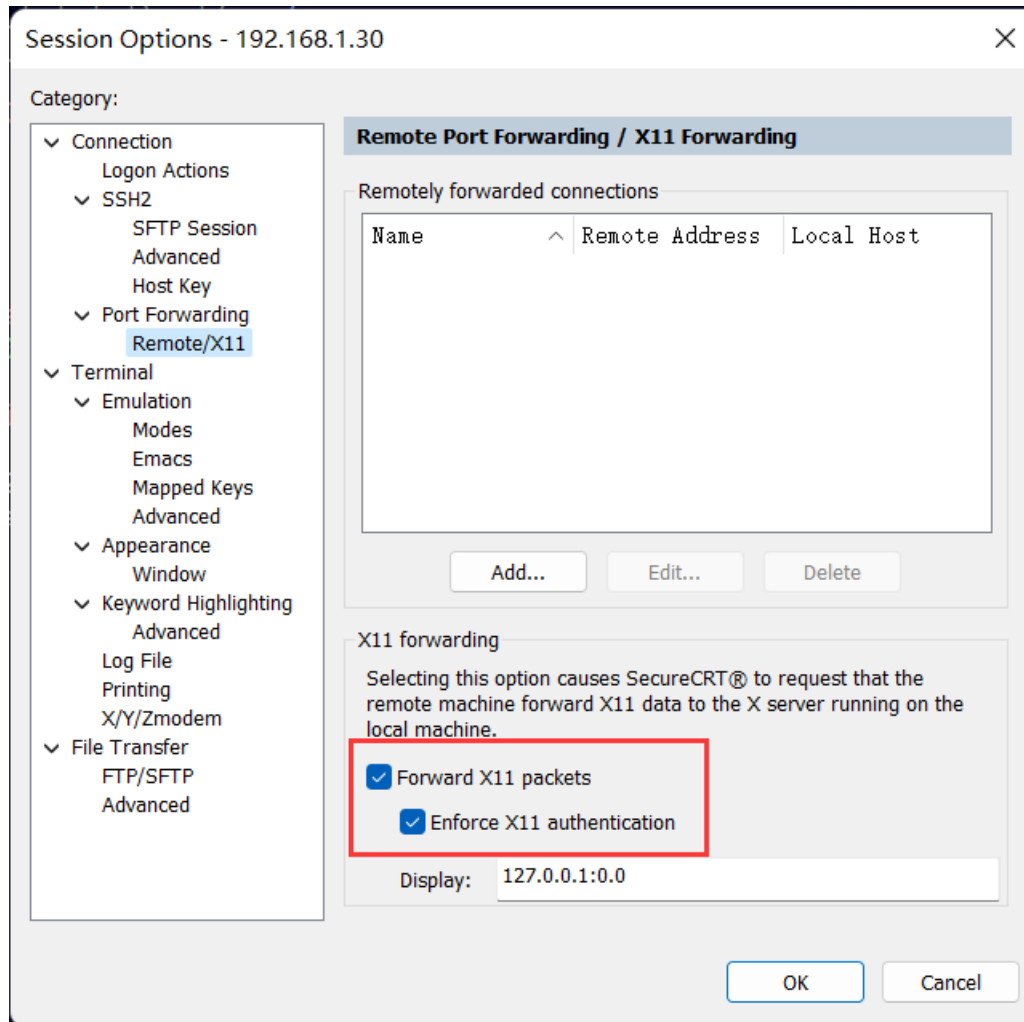 Session Options - 192.168.1.30
Category:
Connection
Logon Actions
SSH2
SFTP Session
Advanced
Host Key
Port Forwarding
Remote/X11
Terminal
Emulation
Modes
Emacs
Mapped Keys
Advanced
Appearance
Window
Keyword Highlighting
Advanced
Log File
Printing
X/Y/Zmodem
File Transfer
FTP/SFTP
Advanced
Remote Port Forwarding / X11 Forwarding
Remotely forwarded connections
Name Remote Address Local Host
Add... Edit... Delete
X11 forwarding
Selecting this option causes SecureCRT® to request that the
remote machine forward X11 data to the X server running on the
local machine.
Forward X11 packets
Enforce X11 authentication
Display: 127.0.0.1:0.0
OK Cancel